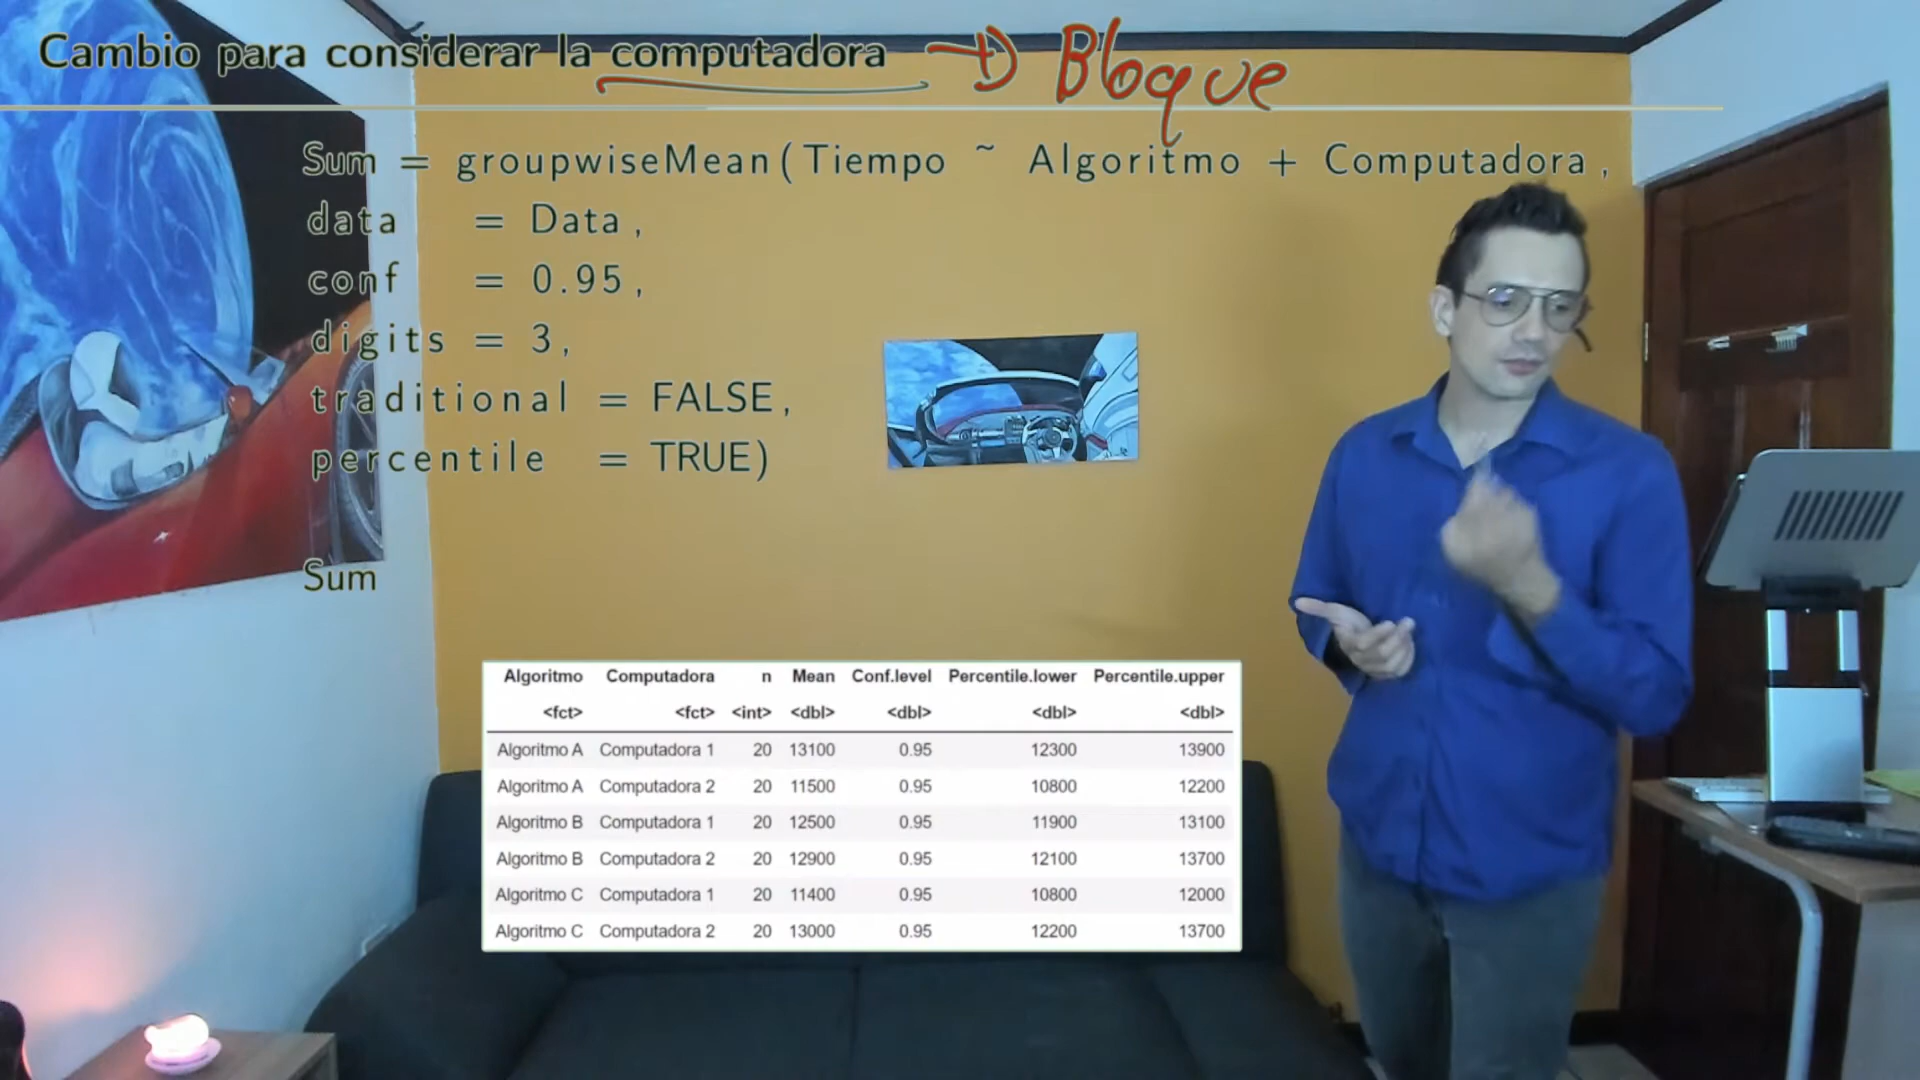 Cambio para considerar la computadora → Bloque
Sum = groupwiseMean(Tiempo ~ Algoritmo + Computadora,
data = Data,
conf = 0.95,
digits = 3,
traditional = FALSE,
percentile = TRUE)
Sum
Algoritmo Computadora n Mean Conf.level Percentile.lower Percentile.upper
<fct> <fct> <int> <dbl> <dbl> <dbl> <dbl>
Algoritmo A Computadora 1 20 13100 0.95 12300 13900
Algoritmo A Computadora 2 20 11500 0.95 10800 12200
Algoritmo B Computadora 1 20 12500 0.95 11900 13100
Algoritmo B Computadora 2 20 12900 0.95 12100 13700
Algoritmo C Computadora 1 20 11400 0.95 10800 12000
Algoritmo C Computadora 2 20 13000 0.95 12200 13700